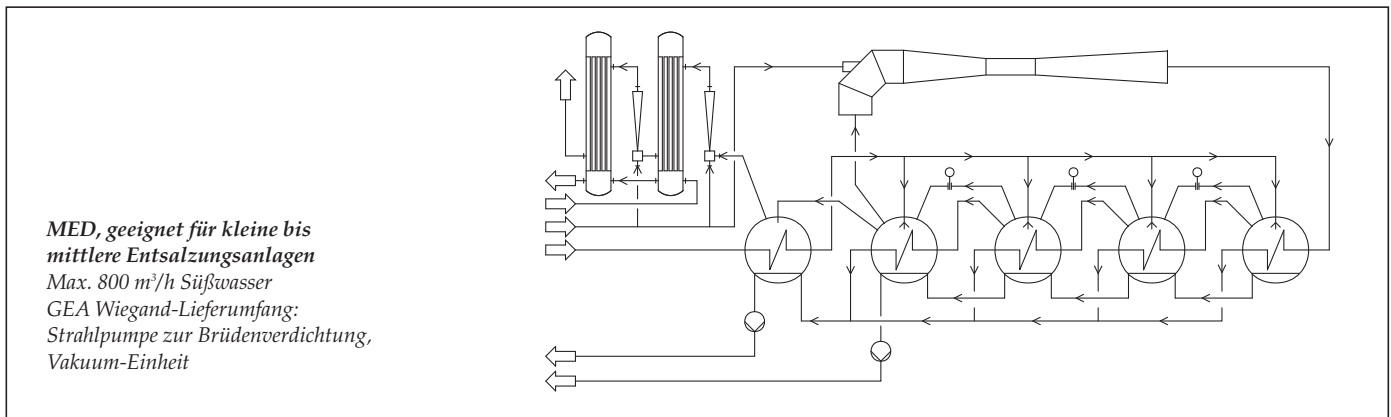 MED, geeignet für kleine bis
mittlere Entsalzungsanlagen
Max. 800 m³/h Süßwasser
GEA Wiegand-Lieferumfang:
Strahlpumpe zur Brüdenverdichtung,
Vakuum-Einheit